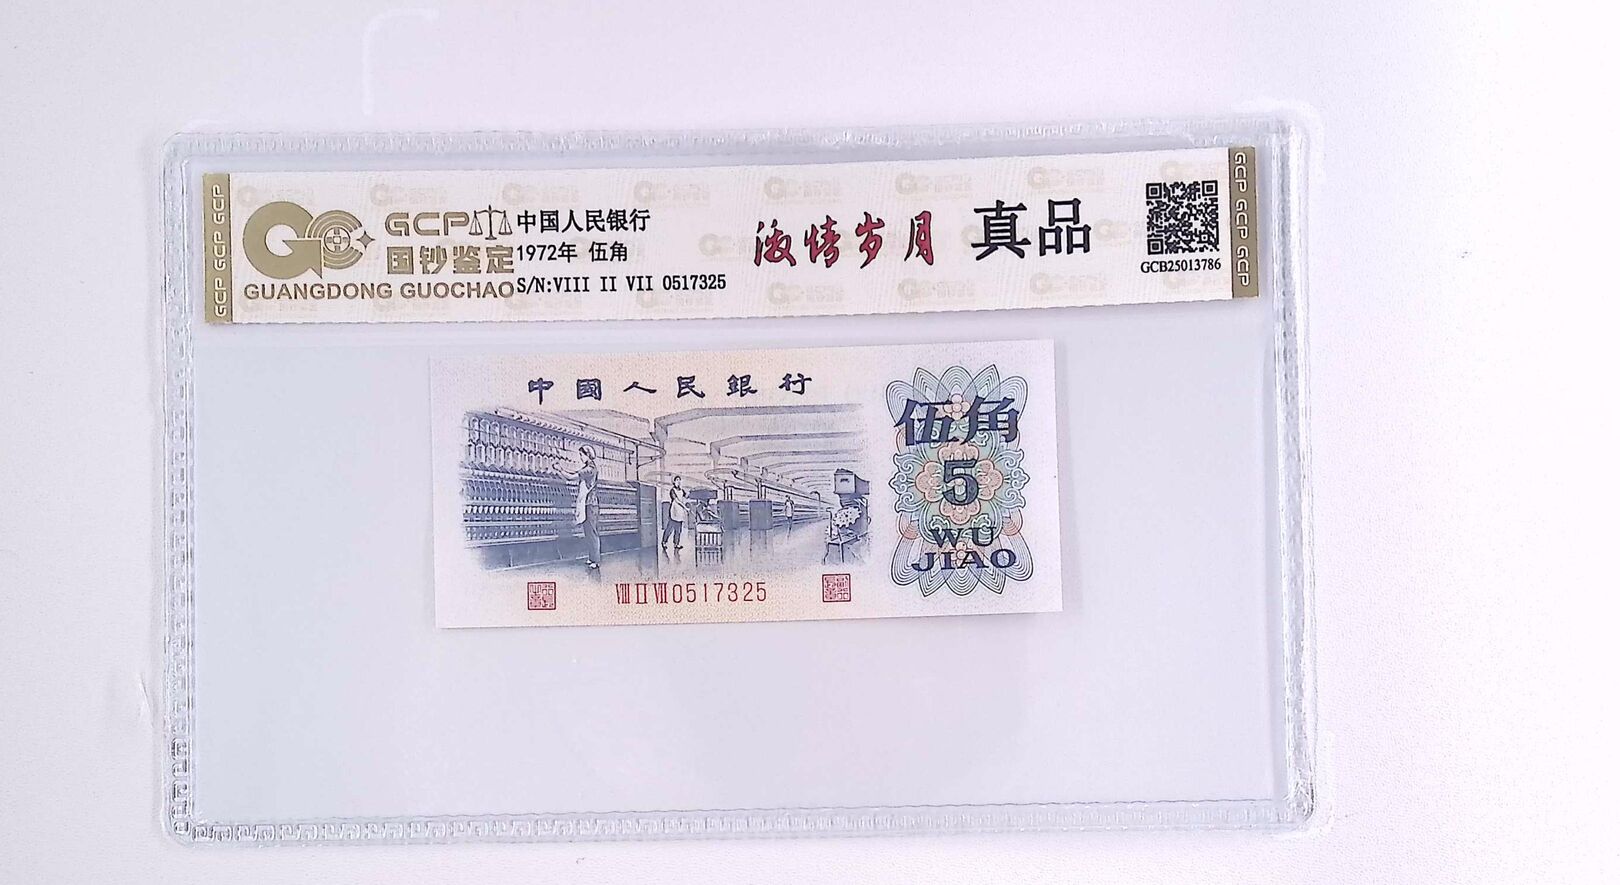 GCP GCP GCP
GCP
国钞鉴定
GUANGDONG GUOCHAO
中国人民银行
1972年 伍角
S/N:VIII II VII 0517325
激情岁月
真品
GCB25013786
GCP GCP GCP
中國人民銀行
伍角
5
WU
JIAO
VIII II VII 0517325